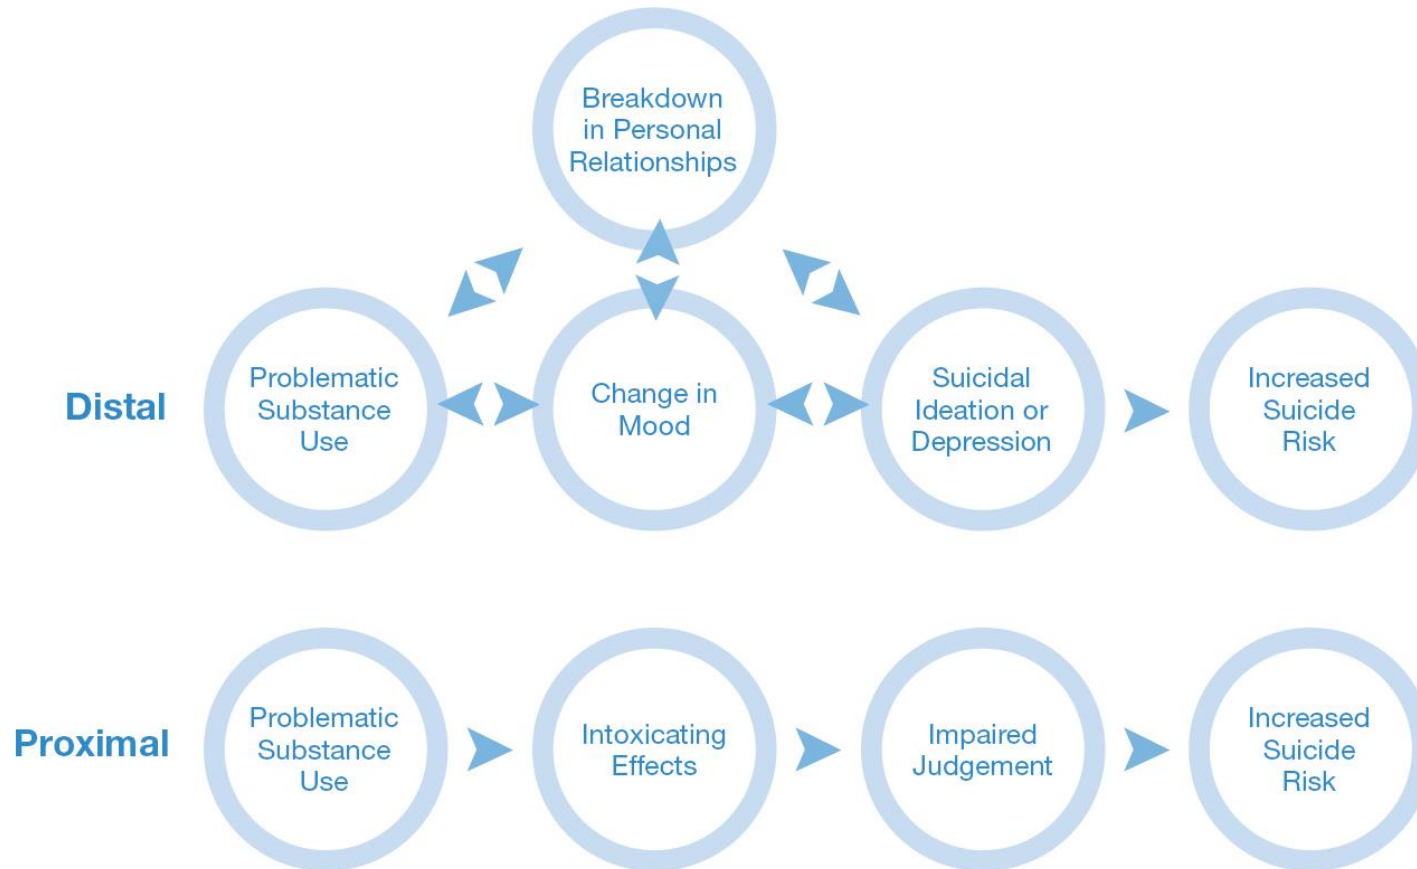 Breakdown
in Personal
Relationships
Distal
Problematic
Substance
Use
Change in
Mood
Suicidal
Ideation or
Depression
Increased
Suicide
Risk
Proximal
Problematic
Substance
Use
Intoxicating
Effects
Impaired
Judgement
Increased
Suicide
Risk